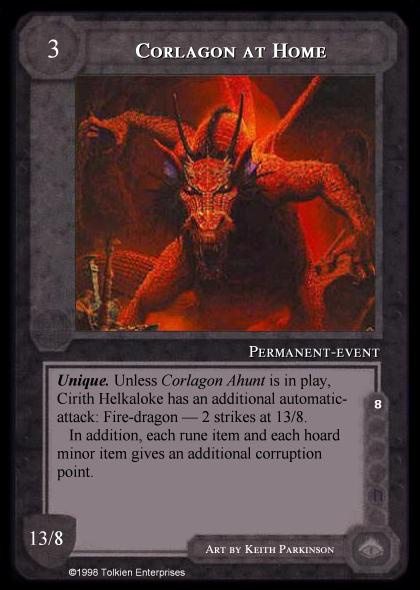 3
Corlagon at Home
Permanent-event
Unique. Unless Corlagon Ahunt is in play,
Cirith Helkaloke has an additional automatic-
attack: Fire-dragon — 2 strikes at 13/8.
In addition, each rune item and each hoard
minor item gives an additional corruption
point.
8
13/8
Art by Keith Parkinson
©1998 Tolkien Enterprises